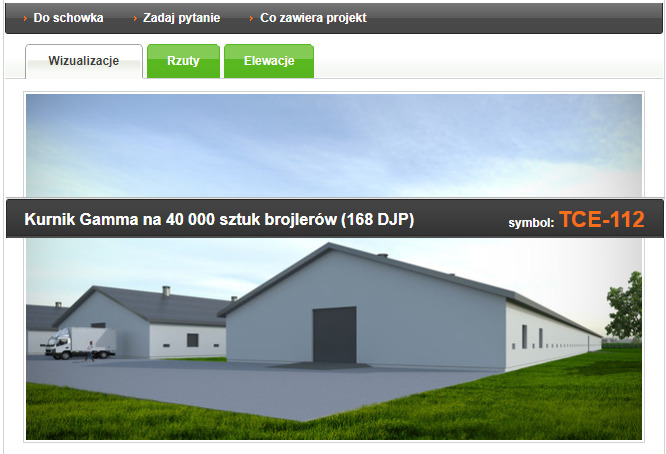 Do schowka Zadaj pytanie Co zawiera projekt
Wizualizacje Rzuty Elewacje
Kurnik Gamma na 40 000 sztuk brojlerów (168 DJP) symbol: TCE-112